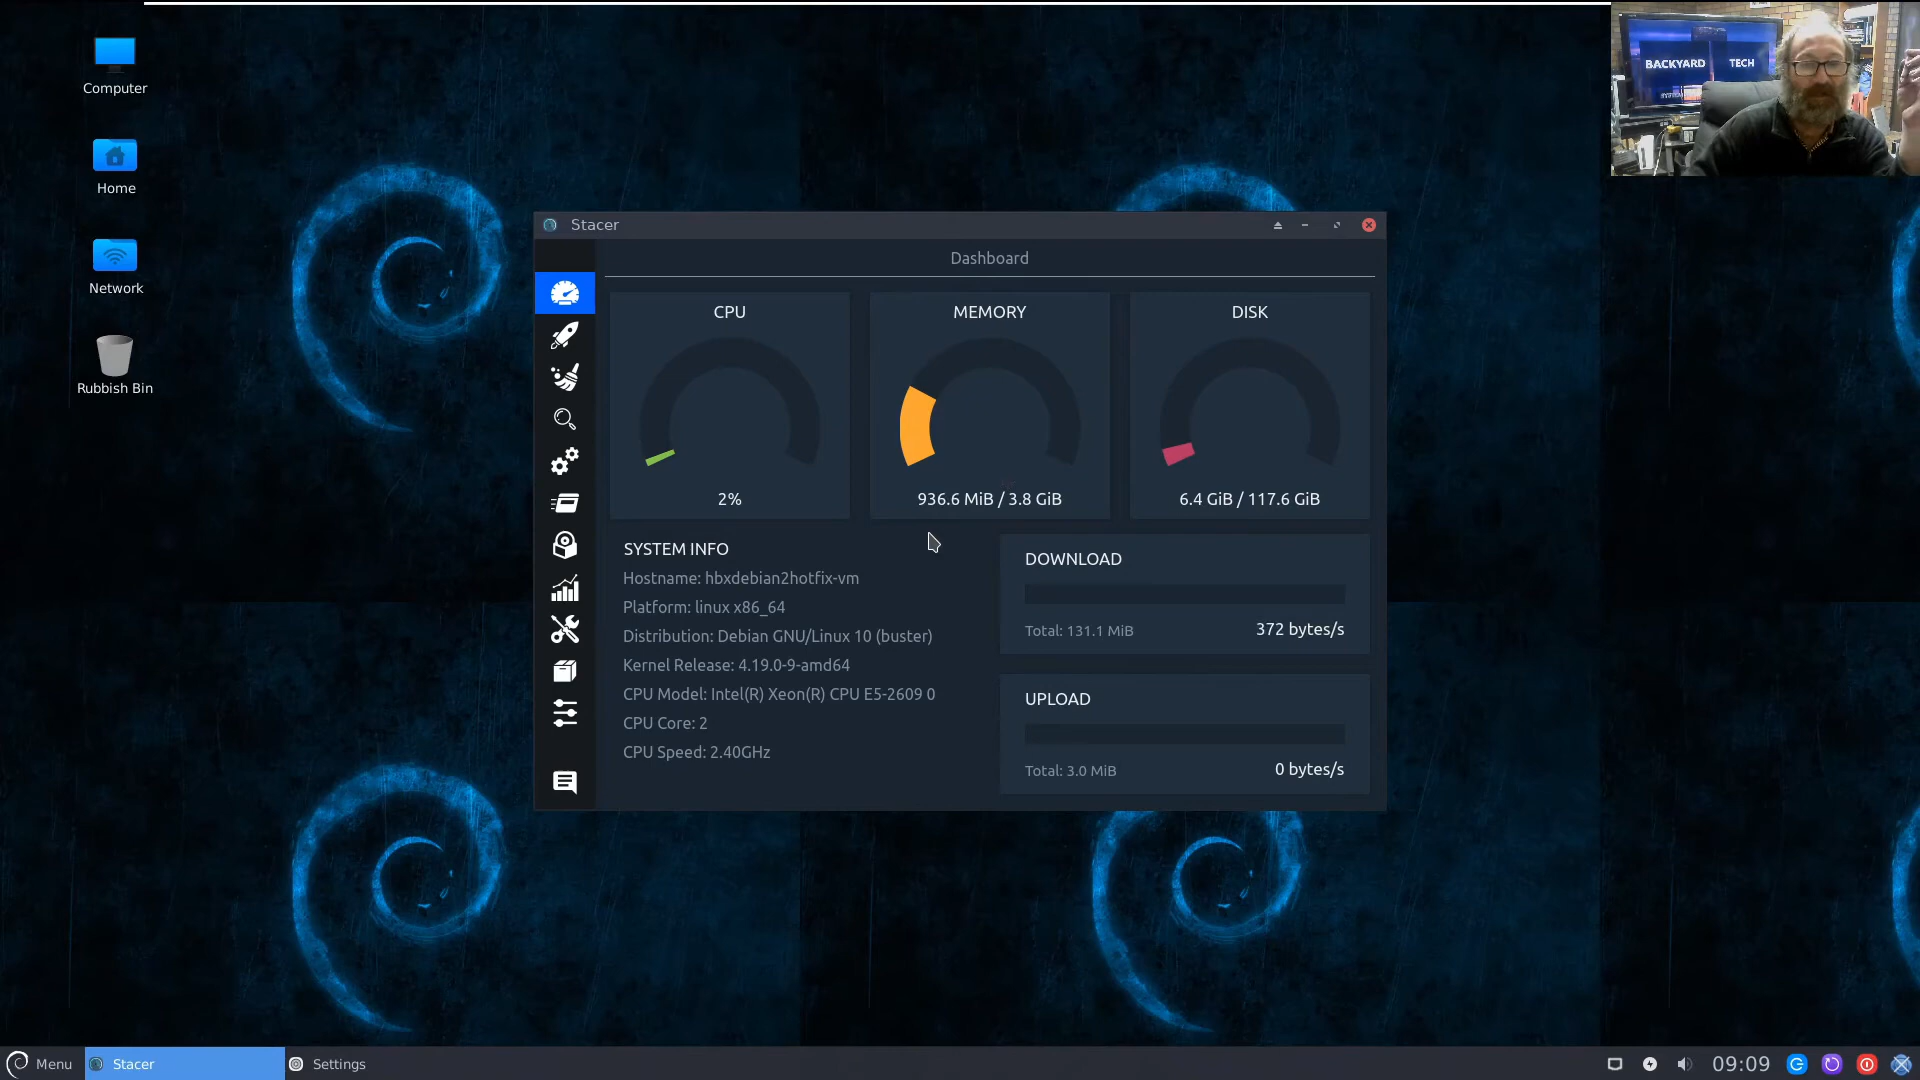 Computer
Home
Network
Rubbish Bin
BACKYARD TECH
Stacer
Dashboard
CPU
2%
MEMORY
936.6 MiB / 3.8 GiB
DISK
6.4 GiB / 117.6 GiB
SYSTEM INFO
Hostname: hbxdebian2hotfix-vm
Platform: linux x86_64
Distribution: Debian GNU/Linux 10 (buster)
Kernel Release: 4.19.0-9-amd64
CPU Model: Intel(R) Xeon(R) CPU E5-2609 0
CPU Core: 2
CPU Speed: 2.40GHz
DOWNLOAD
Total: 131.1 MiB 372 bytes/s
UPLOAD
Total: 3.0 MiB 0 bytes/s
Menu Stacer Settings 09:09